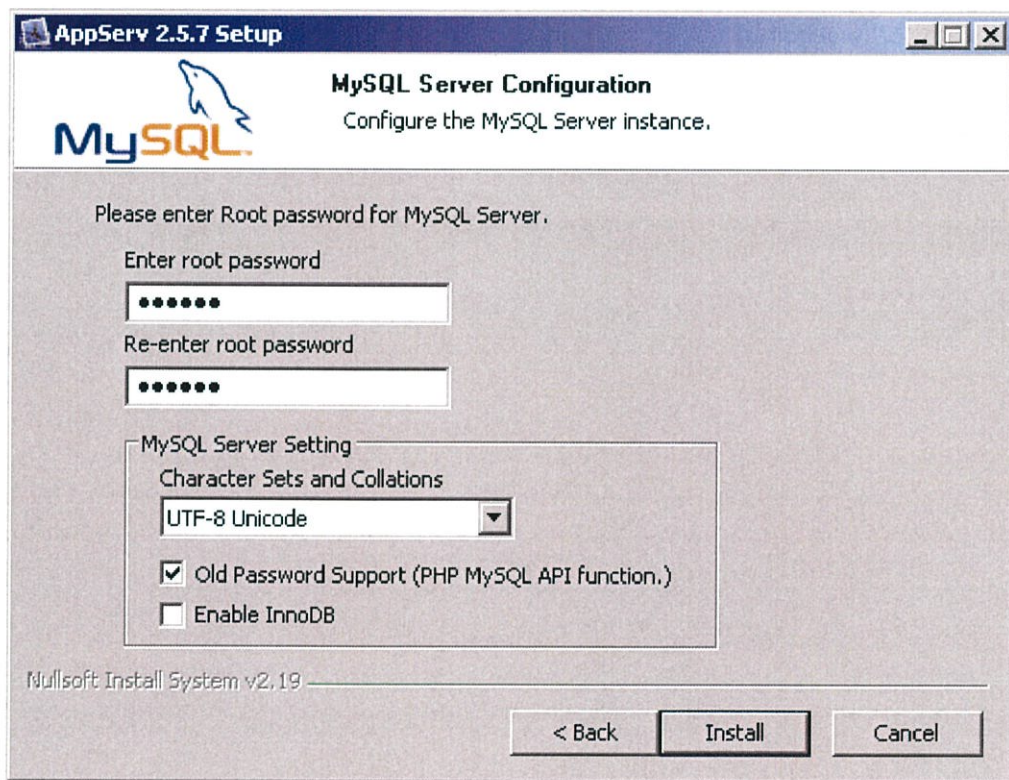 AppServ 2.5.7 Setup
MySQL
MySQL Server Configuration
Configure the MySQL Server instance.
Please enter Root password for MySQL Server.
Enter root password
●●●●●●
Re-enter root password
●●●●●●
MySQL Server Setting
Character Sets and Collations
UTF-8 Unicode
Old Password Support (PHP MySQL API function.)
Enable InnoDB
Nullsoft Install System v2.19
< Back Install Cancel